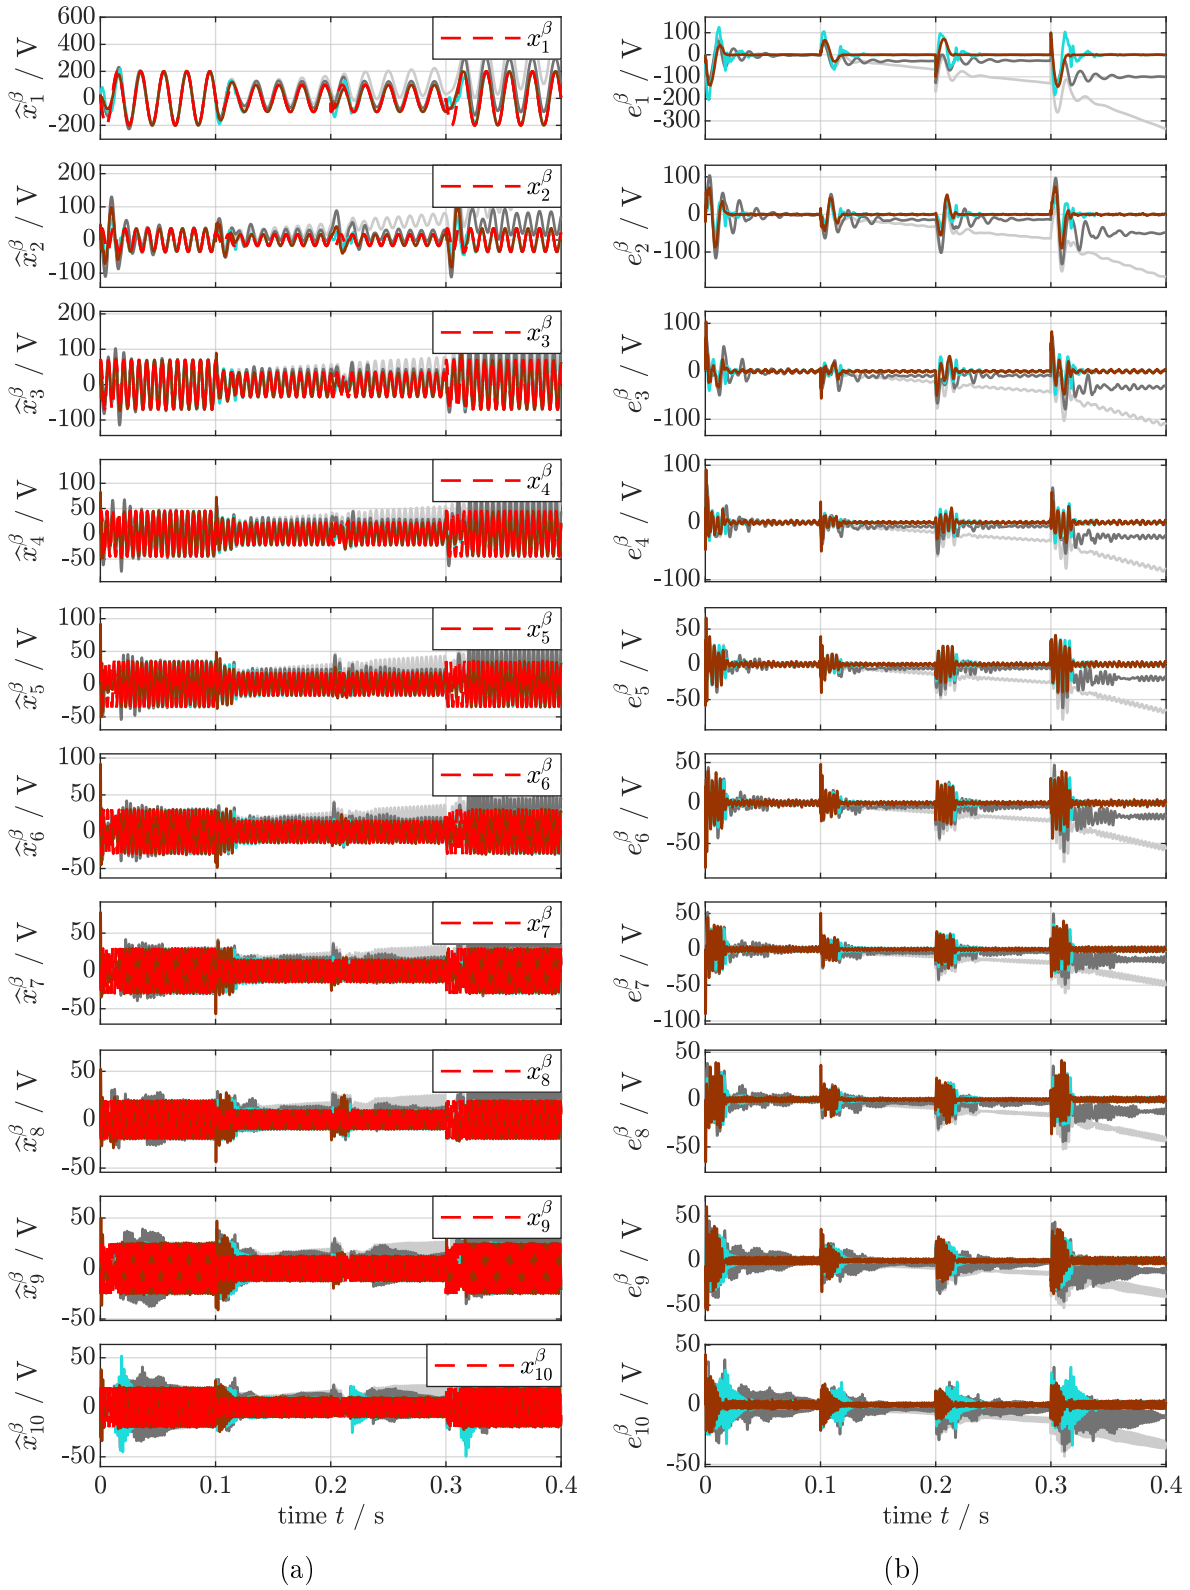 600
400
200
0
-200
x̂₁^β / V
x₁^β
200
100
0
-100
x̂₂^β / V
x₂^β
200
100
0
-100
x̂₃^β / V
x₃^β
100
50
0
-50
x̂₄^β / V
x₄^β
100
50
0
-50
x̂₅^β / V
x₅^β
100
50
0
-50
x̂₆^β / V
x₆^β
50
0
-50
x̂₇^β / V
x₇^β
50
0
-50
x̂₈^β / V
x₈^β
50
0
-50
x̂₉^β / V
x₉^β
50
0
-50
x̂₁₀^β / V
x₁₀^β
0 0.1 0.2 0.3 0.4
time t / s
(a)
100
0
-100
-200
-300
e₁^β / V
100
0
-100
e₂^β / V
100
0
-100
e₃^β / V
100
0
-100
e₄^β / V
50
0
-50
e₅^β / V
50
0
-50
e₆^β / V
50
0
-50
-100
e₇^β / V
50
0
-50
e₈^β / V
50
0
-50
e₉^β / V
50
0
-50
e₁₀^β / V
0 0.1 0.2 0.3 0.4
time t / s
(b)